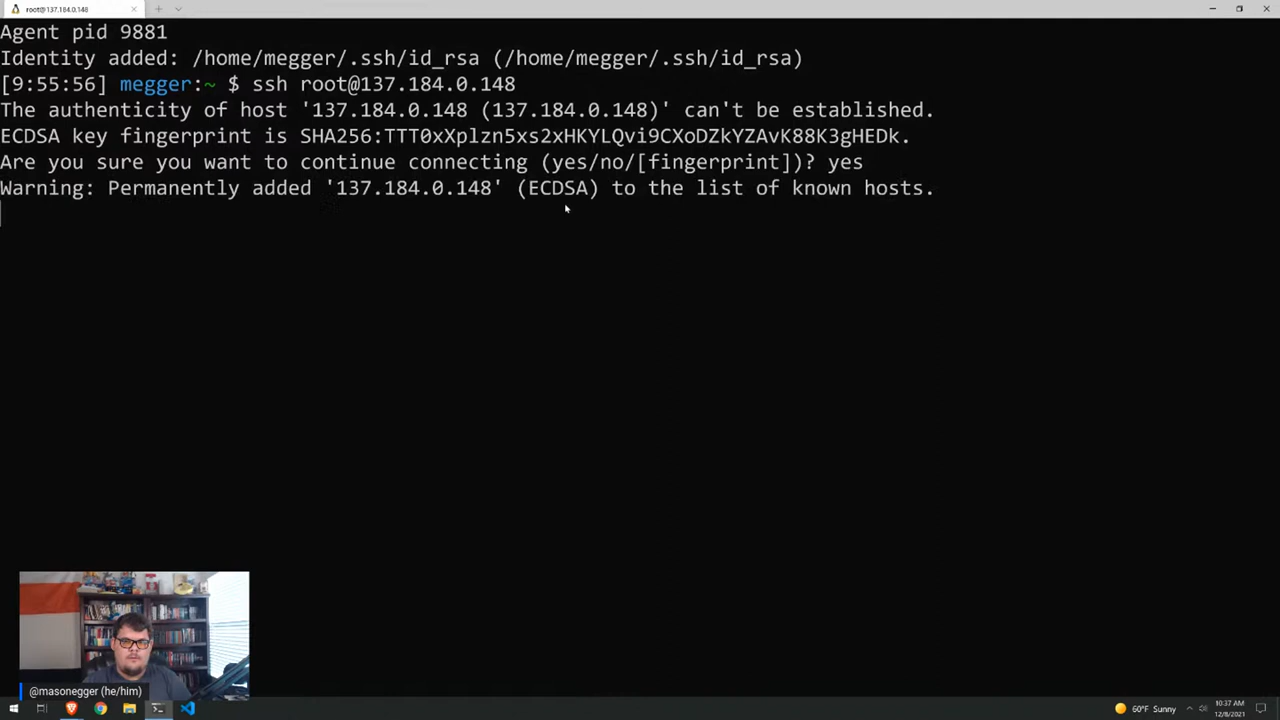 root@137.184.0.148
Agent pid 9881
Identity added: /home/megger/.ssh/id_rsa (/home/megger/.ssh/id_rsa)
[9:55:56] megger:~ $ ssh root@137.184.0.148
The authenticity of host '137.184.0.148 (137.184.0.148)' can't be established.
ECDSA key fingerprint is SHA256:TTT0xXplzn5xs2xHKYLQvi9CXoDZkYZAvK88K3gHEDk.
Are you sure you want to continue connecting (yes/no/[fingerprint])? yes
Warning: Permanently added '137.184.0.148' (ECDSA) to the list of known hosts.
@masonegger (he/him)
60°F Sunny
10:37 AM
12/8/2021